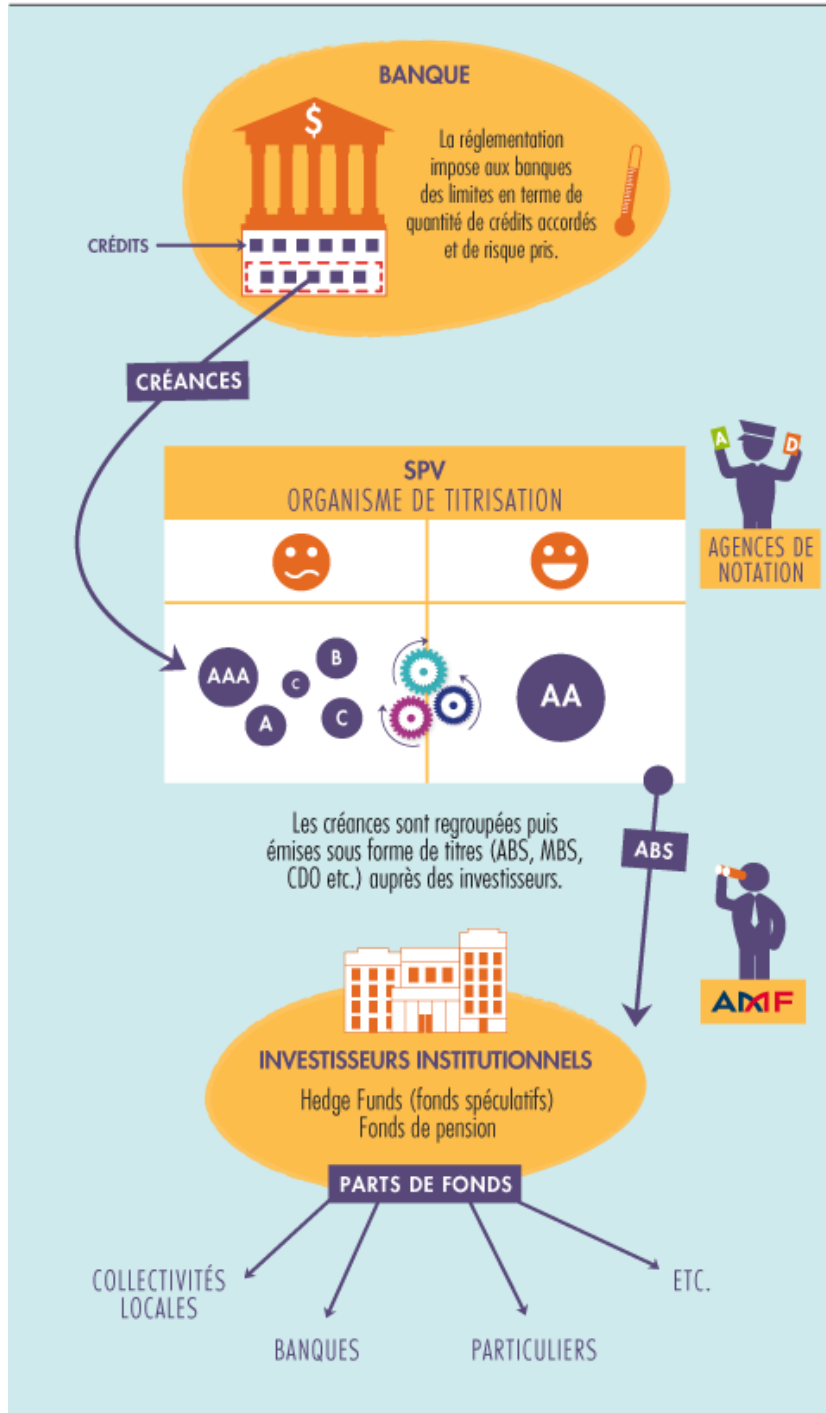 BANQUE
$
La réglementation
impose aux banques
des limites en terme de
quantité de crédits accordés
et de risque pris.
CRÉDITS
CRÉANCES
SPV
ORGANISME DE TITRISATION
A
D
AGENCES DE
NOTATION
AAA
B
C
A
C
AA
Les créances sont regroupées puis
émises sous forme de titres (ABS, MBS,
CDO etc.) auprès des investisseurs.
ABS
AMF
INVESTISSEURS INSTITUTIONNELS
Hedge Funds (fonds spéculatifs)
Fonds de pension
PARTS DE FONDS
COLLECTIVITÉS
LOCALES
BANQUES
PARTICULIERS
ETC.